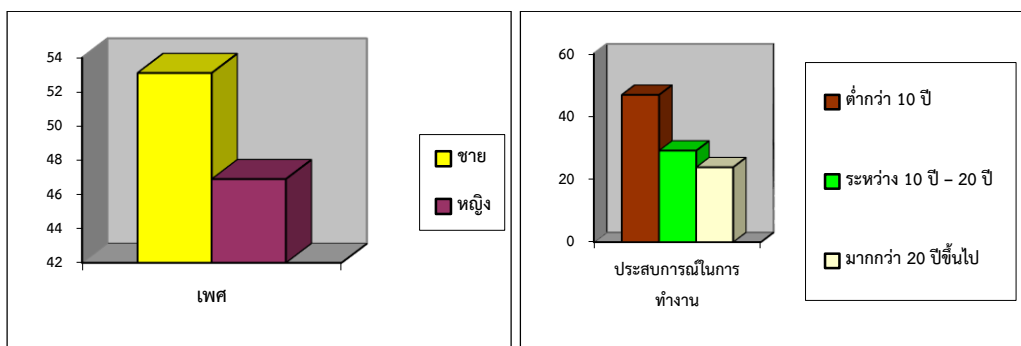 54
52
50
48
46
44
42
เพศ
ชาย
หญิง
60
40
20
0
ประสบการณ์ในการ
ทำงาน
ต่ำกว่า 10 ปี
ระหว่าง 10 ปี – 20 ปี
มากกว่า 20 ปีขึ้นไป